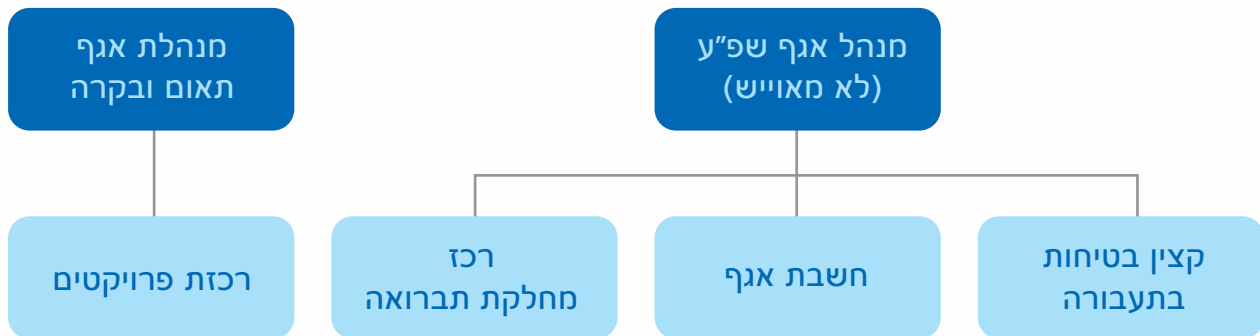 מנהל אגף שפ״ע
(לא מאוייש)
מנהלת אגף
תאום ובקרה
קצין בטיחות
בתעבורה
חשבת אגף
רכז
מחלקת תברואה
רכזת פרויקטים